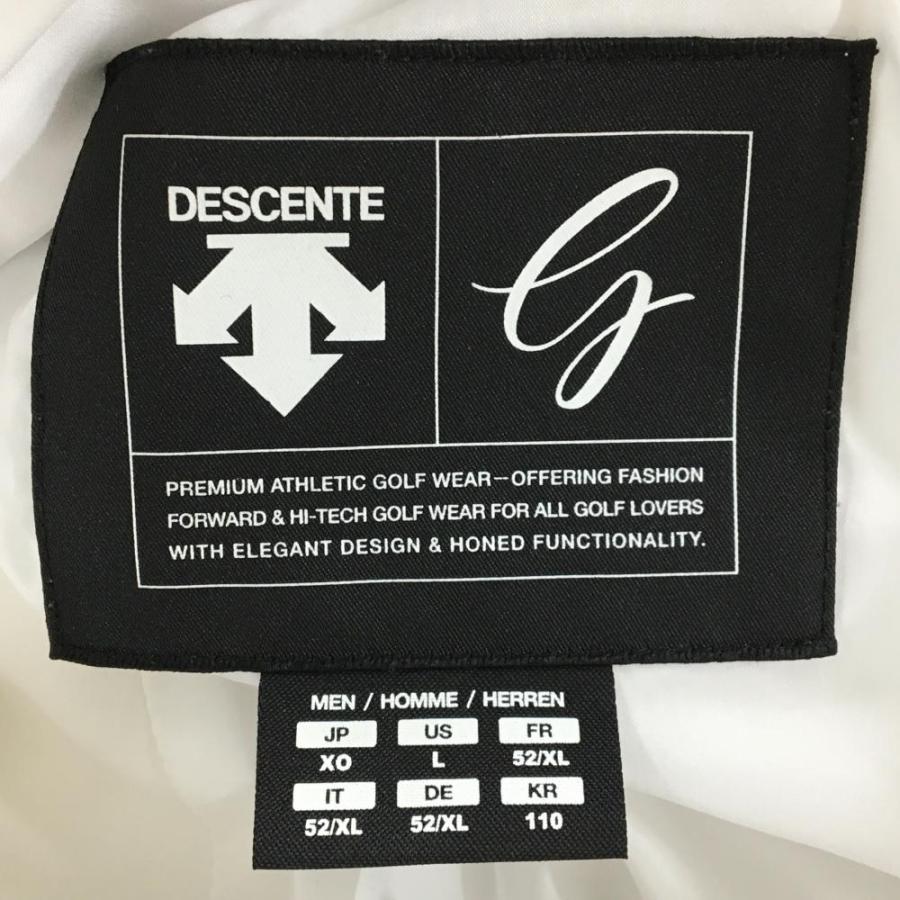 DESCENTE
G
PREMIUM ATHLETIC GOLF WEAR—OFFERING FASHION
FORWARD & HI-TECH GOLF WEAR FOR ALL GOLF LOVERS
WITH ELEGANT DESIGN & HONED FUNCTIONALITY.
MEN / HOMME / HERREN
JP US FR
XO L 52/XL
IT DE KR
52/XL 52/XL 110